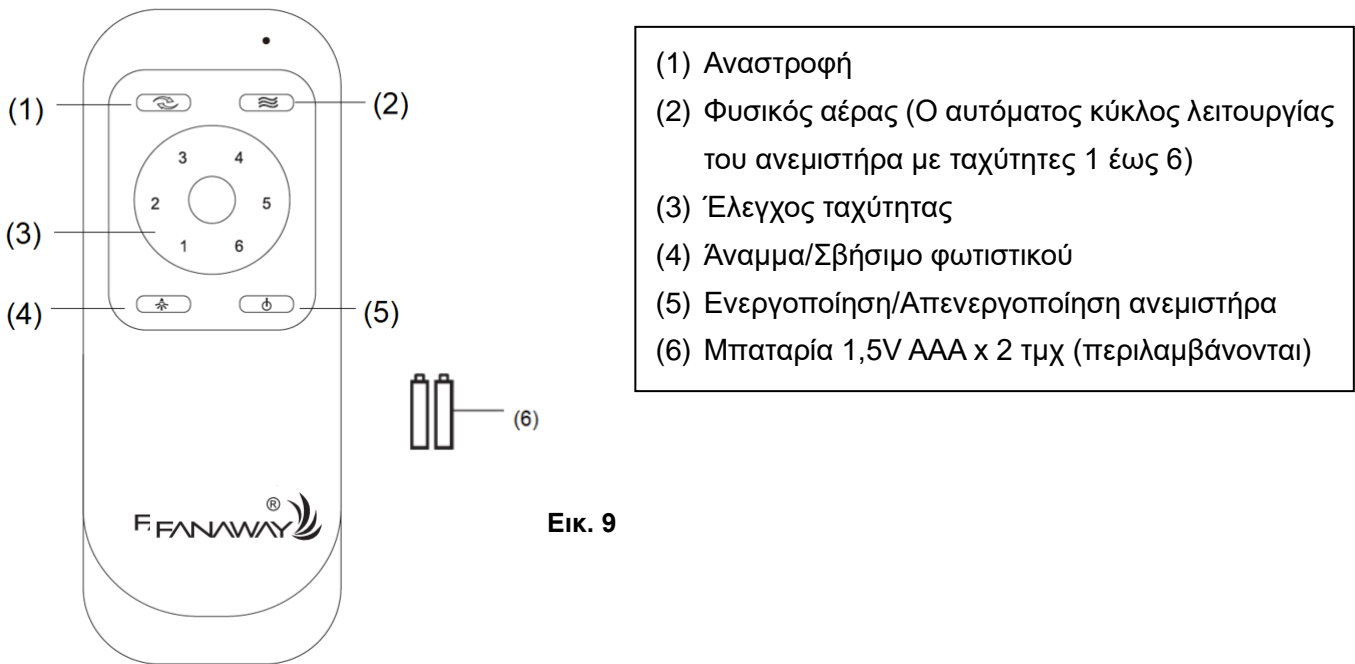 (1)
(2)
3 4
2 5
(3)
1 6
(4)
(5)
(6)
F FANAWAY®
Εικ. 9
(1) Αναστροφή
(2) Φυσικός αέρας (Ο αυτόματος κύκλος λειτουργίας
του ανεμιστήρα με ταχύτητες 1 έως 6)
(3) Έλεγχος ταχύτητας
(4) Άναμμα/Σβήσιμο φωτιστικού
(5) Ενεργοποίηση/Απενεργοποίηση ανεμιστήρα
(6) Μπαταρία 1,5V AAA x 2 τμχ (περιλαμβάνονται)